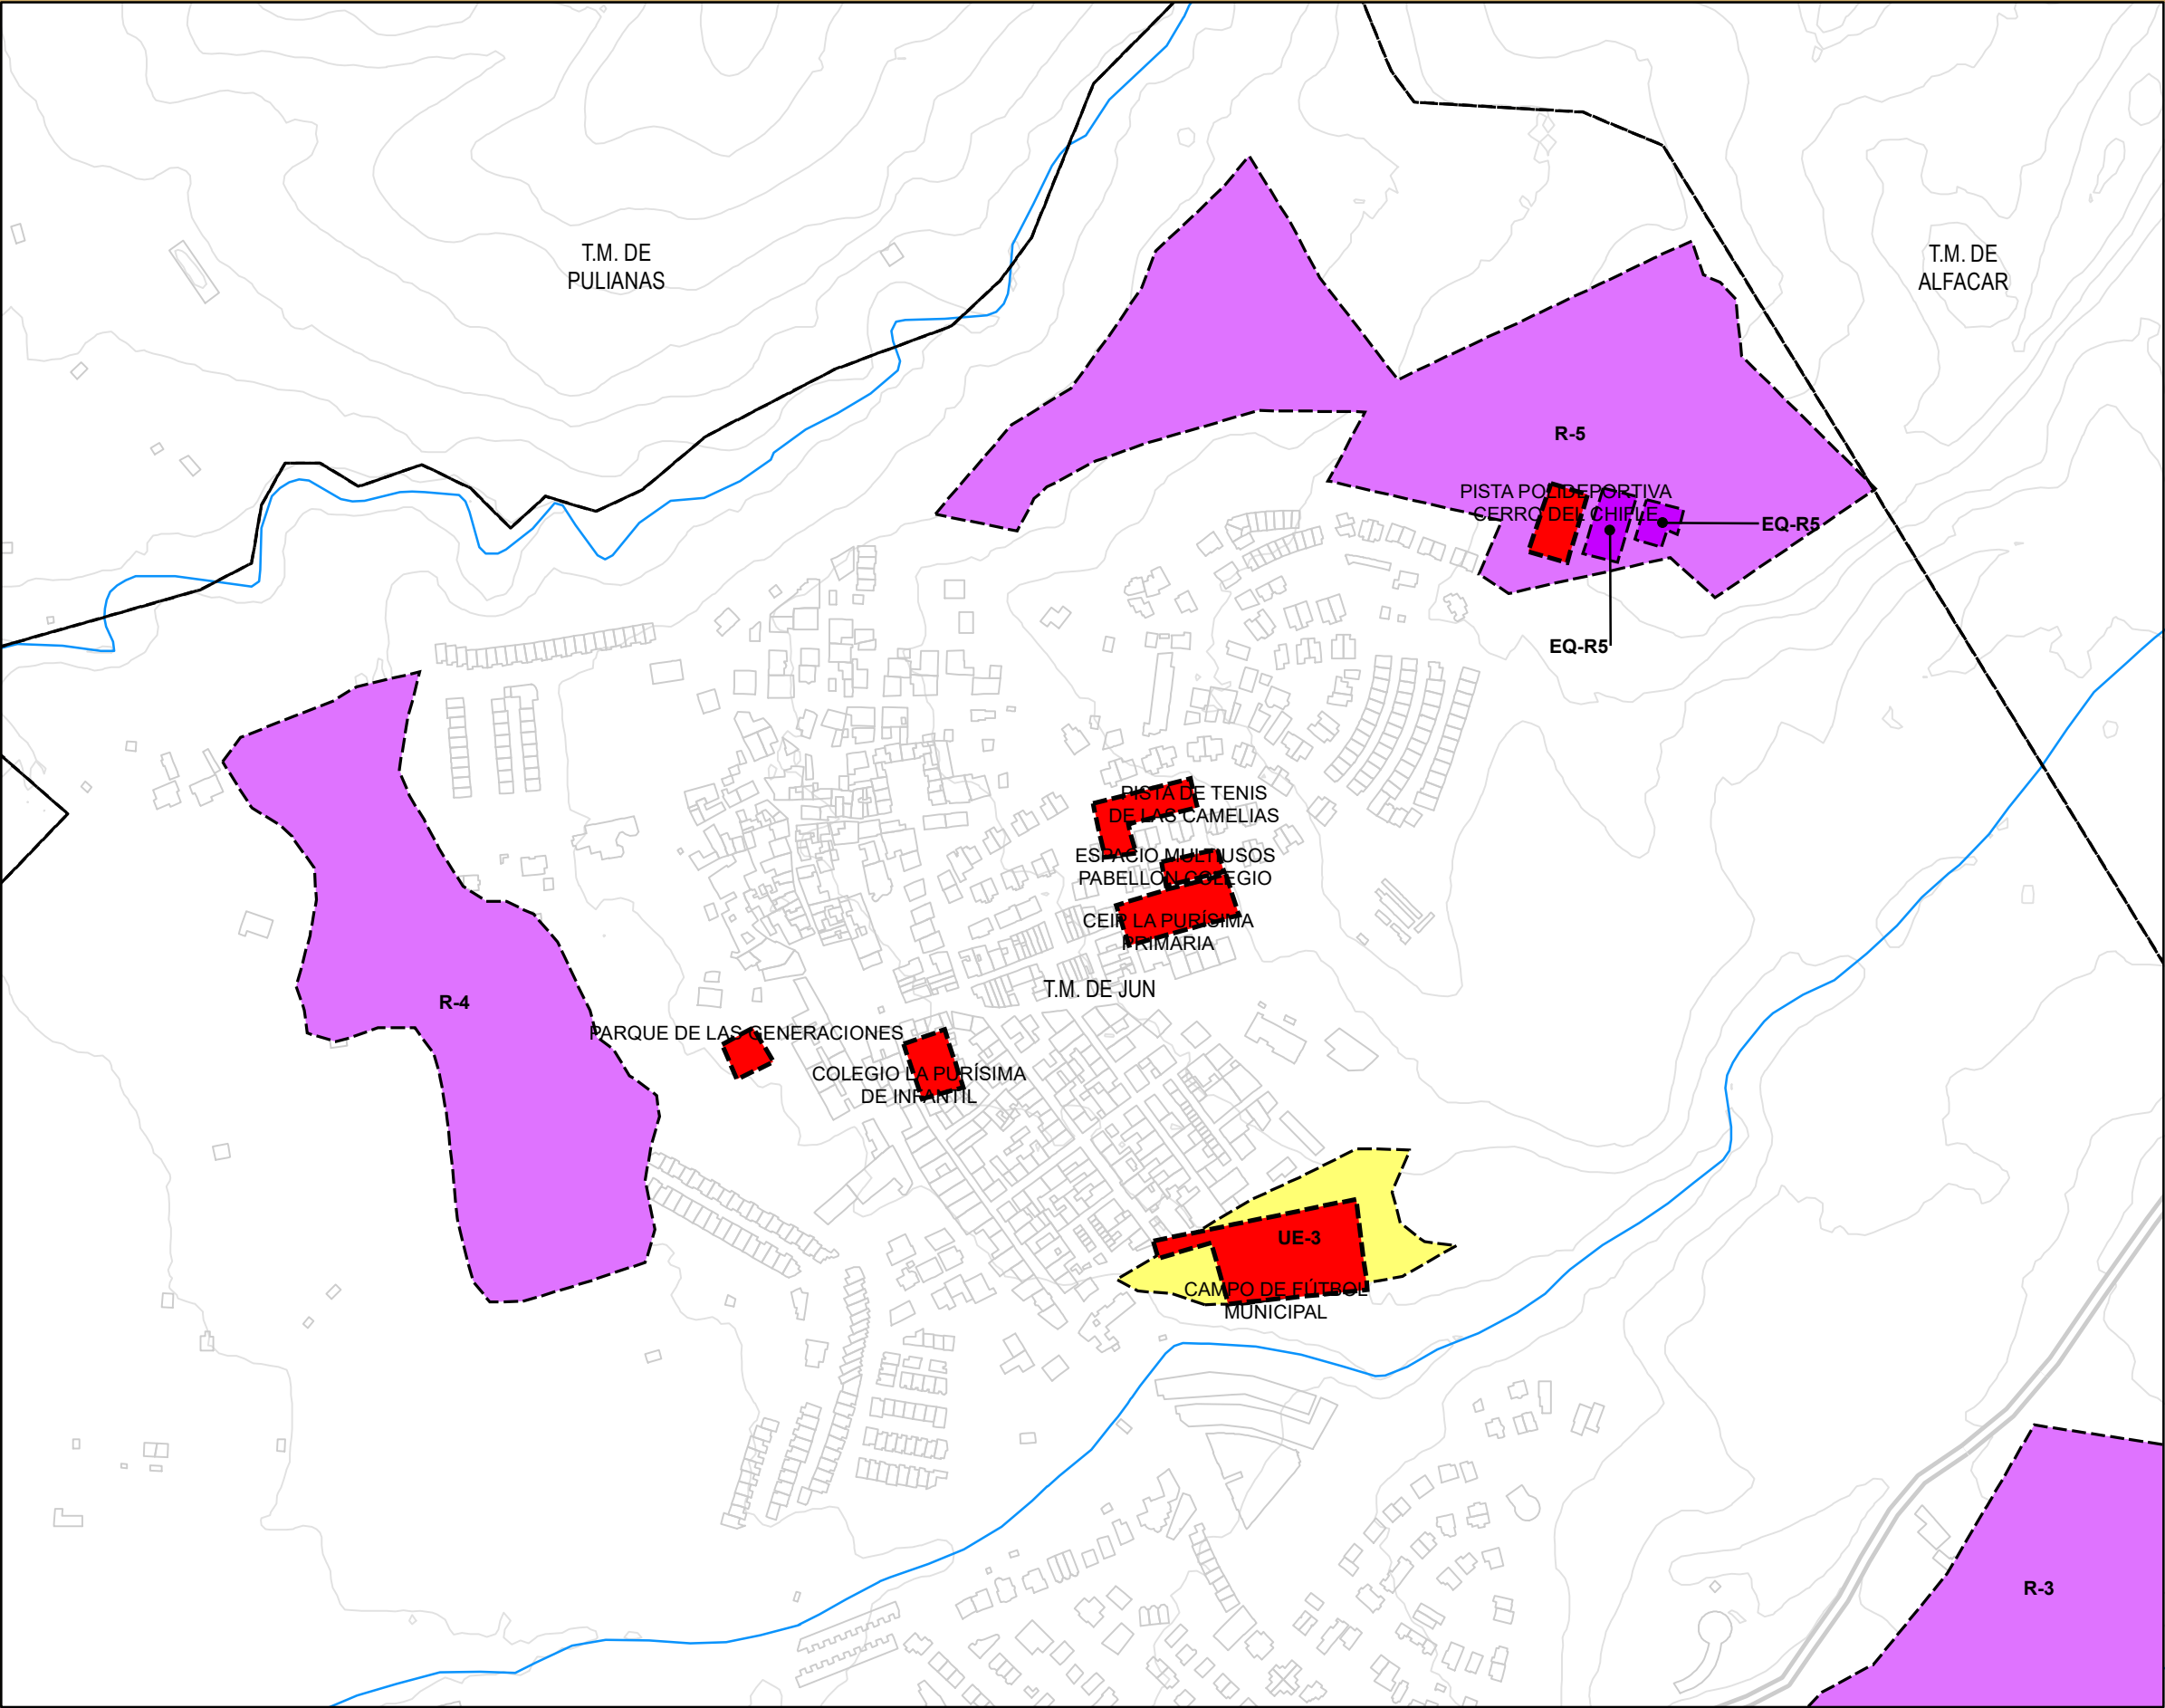 T.M. DE
PULIANAS
T.M. DE
ALFACAR
R-5
PISTA POLIDEPORTIVA
CERRO DEL CHIFLE
EQ-R5
EQ-R5
PISTA DE TENIS
DE LAS CAMELIAS
ESPACIO MULTIUSOS
PABELLON COLEGIO
CEIP LA PURÍSIMA
PRIMARIA
T.M. DE JUN
R-4
PARQUE DE LAS GENERACIONES
COLEGIO LA PURÍSIMA
DE INFANTIL
UE-3
CAMPO DE FÚTBOL
MUNICIPAL
R-3